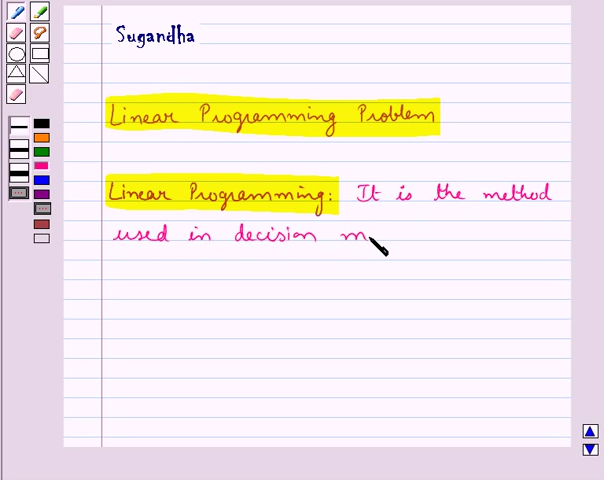 Sugandha
Linear Programming Problem
Linear Programming: It is the method
used in decision m